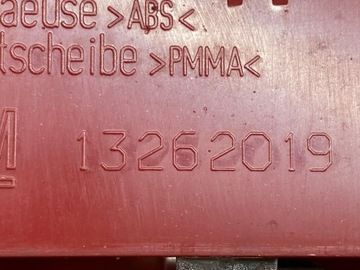 aeuse >ABS<
tscheibe >PMMA<
M 13262019